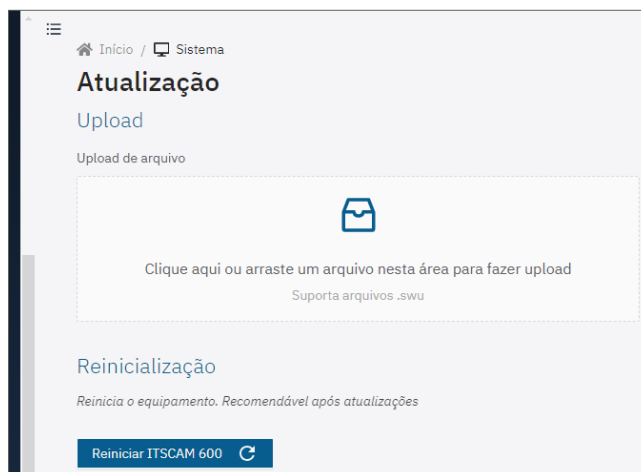 Início / Sistema
Atualização
Upload
Upload de arquivo
Clique aqui ou arraste um arquivo nesta área para fazer upload
Suporta arquivos .swu
Reinicialização
Reinicia o equipamento. Recomendável após atualizações
Reiniciar ITSCAM 600